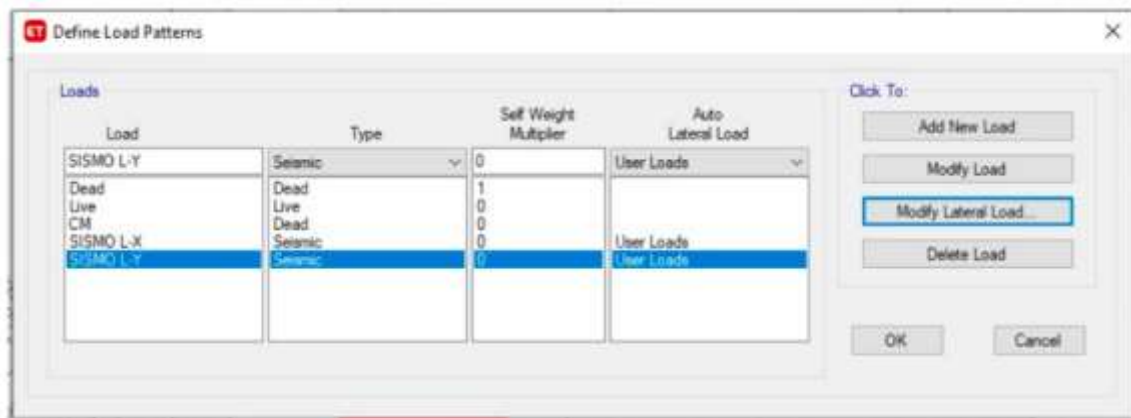 ET Define Load Patterns
Loads
Click To:
Load Type Self Weight Multiplier Auto Lateral Load
SISMO L-Y Seismic 0 User Loads
Dead Dead 1
Live Live 0
CM Dead 0
SISMO L-X Seismic 0 User Loads
SISMO L-Y Seismic 0 User Loads
Add New Load
Modify Load
Modify Lateral Load...
Delete Load
OK Cancel